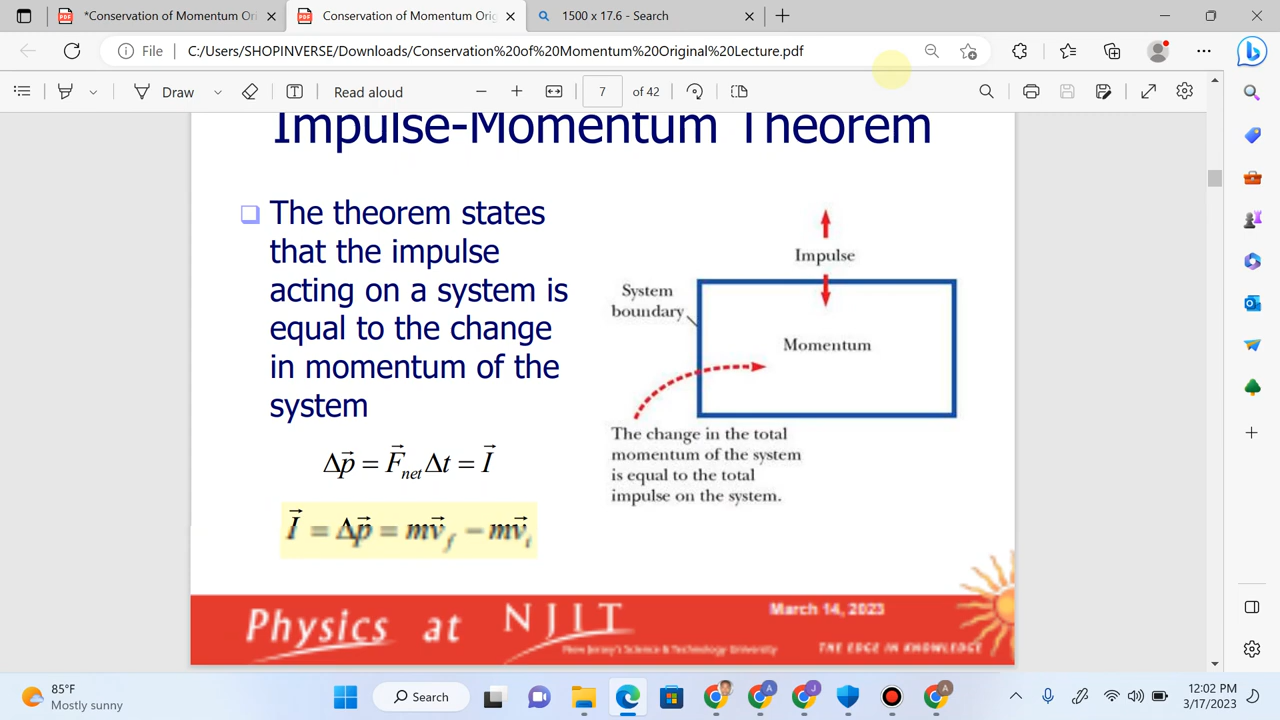 *Conservation of Momentum Ori
Conservation of Momentum Orig
1500 x 17.6 - Search
File
C:/Users/SHOPINVERSE/Downloads/Conservation%20of%20Momentum%20Original%20Lecture.pdf
Draw
Read aloud
7
of 42
Impulse-Momentum Theorem
❑ The theorem states
that the impulse
acting on a system is
equal to the change
in momentum of the
system
Δp⃗ = F⃗net Δt = I⃗
I⃗ = Δp⃗ = mv⃗f − mv⃗i
Impulse
System
boundary
Momentum
The change in the total
momentum of the system
is equal to the total
impulse on the system.
Physics at NJIT
New Jersey's Science & Technology University
March 14, 2023
THE EDGE IN KNOWLEDGE
85°F
Mostly sunny
Search
12:02 PM
3/17/2023